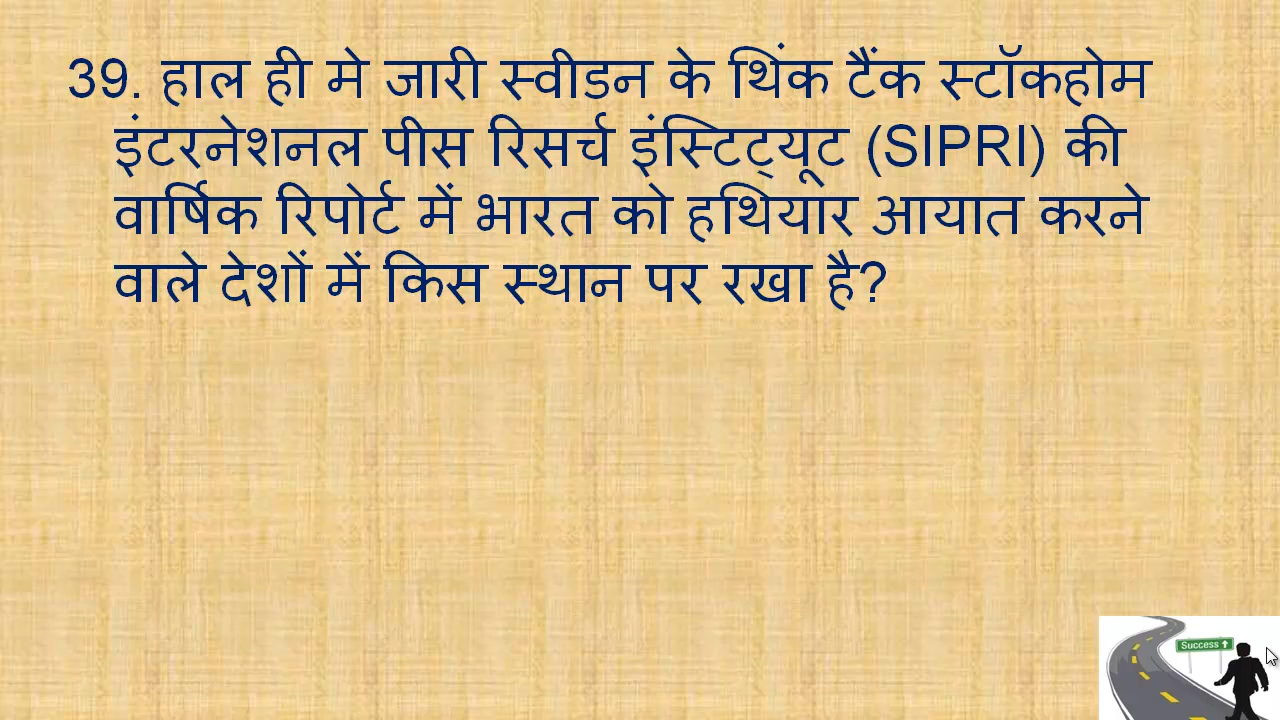 39. हाल ही मे जारी स्वीडन के थिंक टैंक स्टॉकहोम
इंटरनेशनल पीस रिसर्च इंस्टिट्यूट (SIPRI) की
वार्षिक रिपोर्ट में भारत को हथियार आयात करने
वाले देशों में किस स्थान पर रखा है?
Success ↑